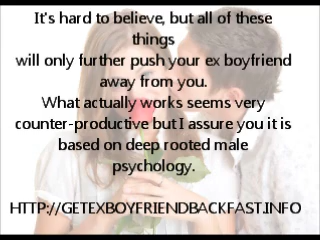 It's hard to believe, but all of these
things
will only further push your ex boyfriend
away from you.
What actually works seems very
counter-productive but I assure you it is
based on deep rooted male
psychology.
HTTP://GETEXBOYFRIENDBACKFAST.INFO